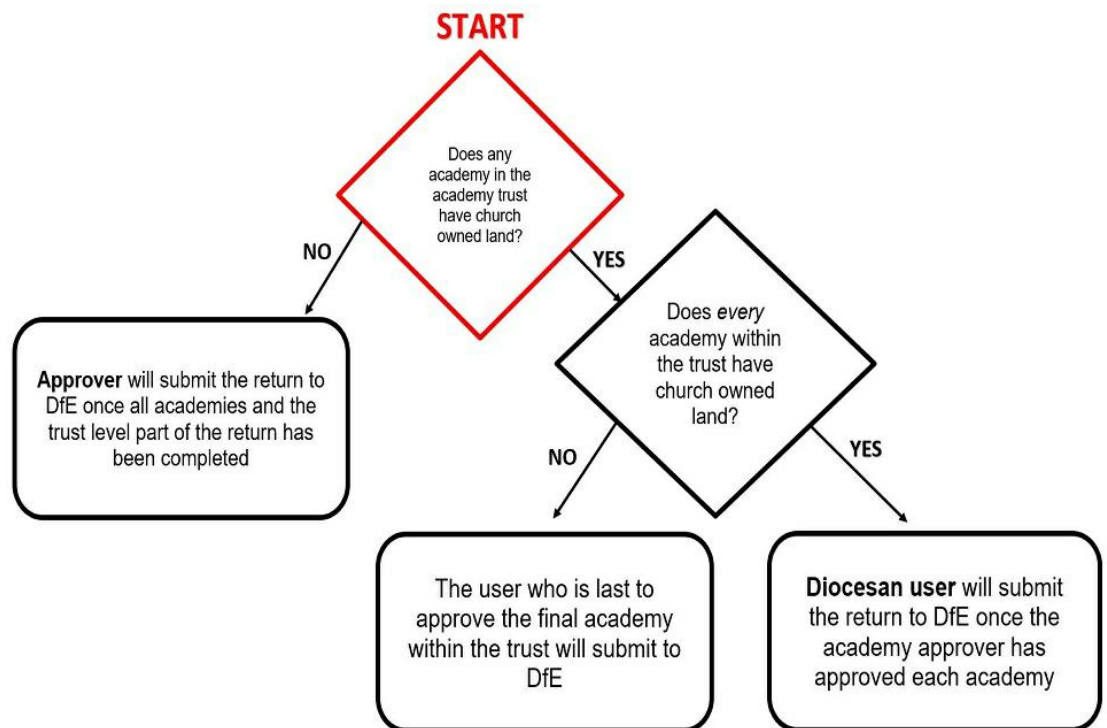 START
Does any
academy in the
academy trust
have church
owned land?
NO
YES
Does every
academy within
the trust have
church owned
land?
Approver will submit the return to
DfE once all academies and the
trust level part of the return has
been completed
NO
YES
The user who is last to
approve the final academy
within the trust will submit to
DfE
Diocesan user will submit
the return to DfE once the
academy approver has
approved each academy